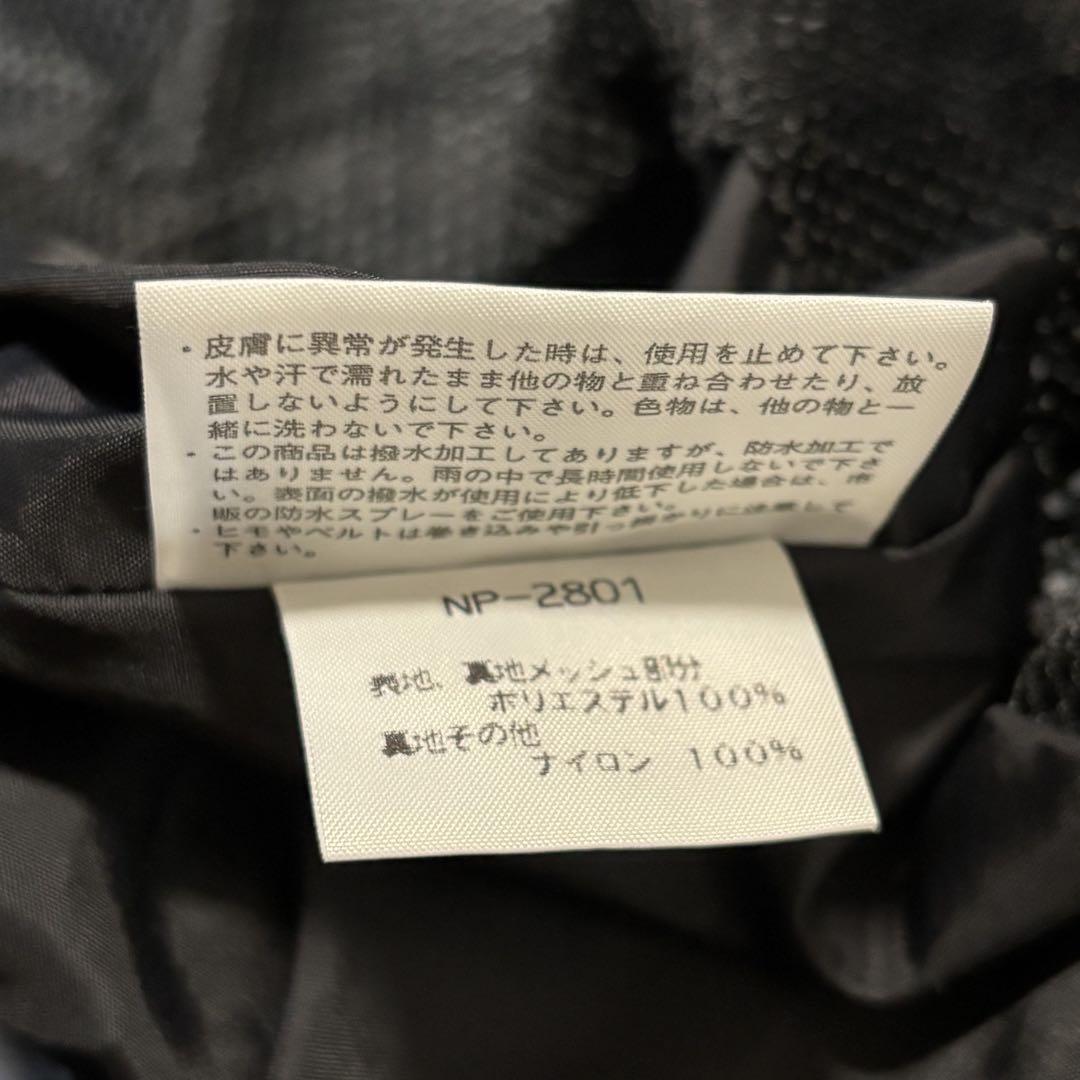 ・皮膚に異常が発生した時は、使用を止めて下さい。
水や汗で濡れたまま他の物と重ね合わせたり、放
置しないようにして下さい。色物は、他の物と一
緒に洗わないで下さい。
・この商品は撥水加工してありますが、防水加工で
はありません。雨の中で長時間使用しないで下さ
い。表面の撥水が使用により低下した場合は、市
販の防水スプレーをご使用下さい。
・ヒモやベルトは巻き込みや引っ掛かりに注意して
下さい。
NP-2801
表地、裏地メッシュ部分
ポリエステル100%
裏地その他
ナイロン 100%